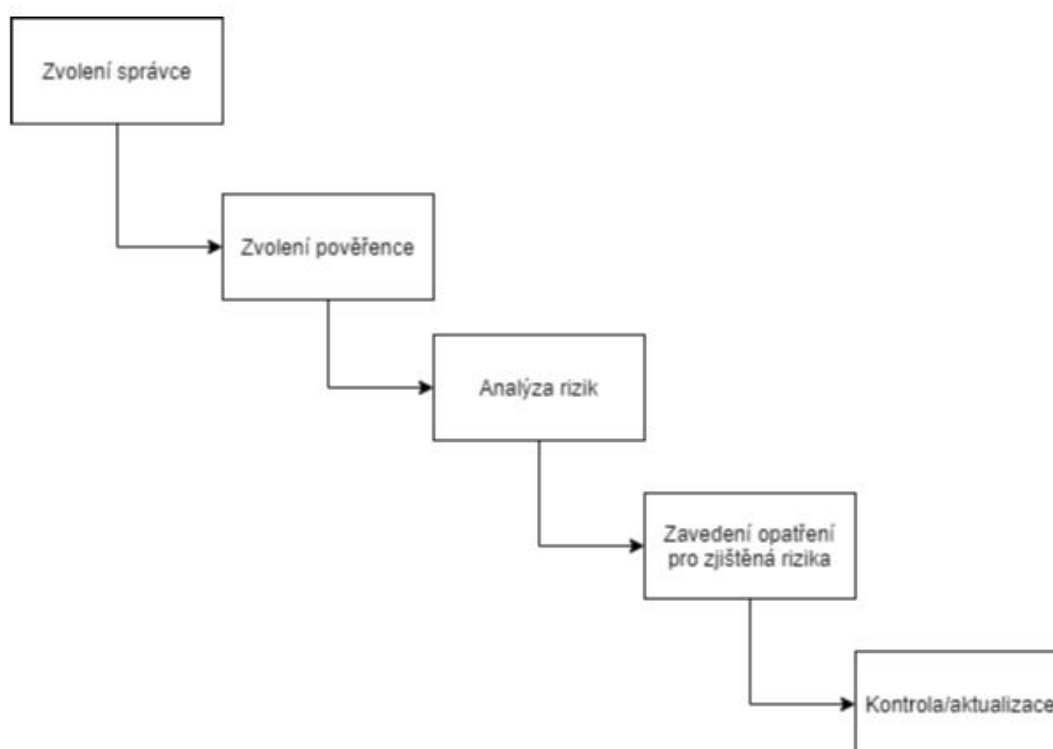 Zvolení správce
Zvolení pověřence
Analýza rizik
Zavedení opatření
pro zjištěná rizika
Kontrola/aktualizace